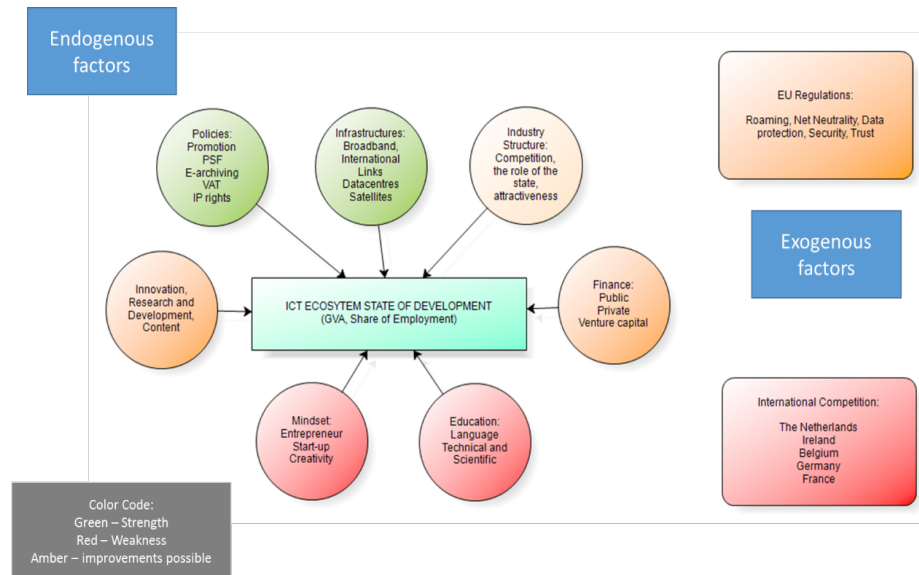 Endogenous
factors
EU Regulations:
Roaming, Net Neutrality, Data
protection, Security, Trust
Policies:
Promotion
PSF
E-archiving
VAT
IP rights
Infrastructures:
Broadband,
International
Links
Datacentres
Satellites
Industry
Structure:
Competition,
the role of the
state,
attractiveness
Exogenous
factors
Innovation,
Research and
Development,
Content
ICT ECOSYTEM STATE OF DEVELOPMENT
(GVA, Share of Employment)
Finance:
Public
Private
Venture capital
Mindset:
Entrepreneur
Start-up
Creativity
Education:
Language
Technical and
Scientific
International Competition:
The Netherlands
Ireland
Belgium
Germany
France
Color Code:
Green – Strength
Red – Weakness
Amber – improvements possible